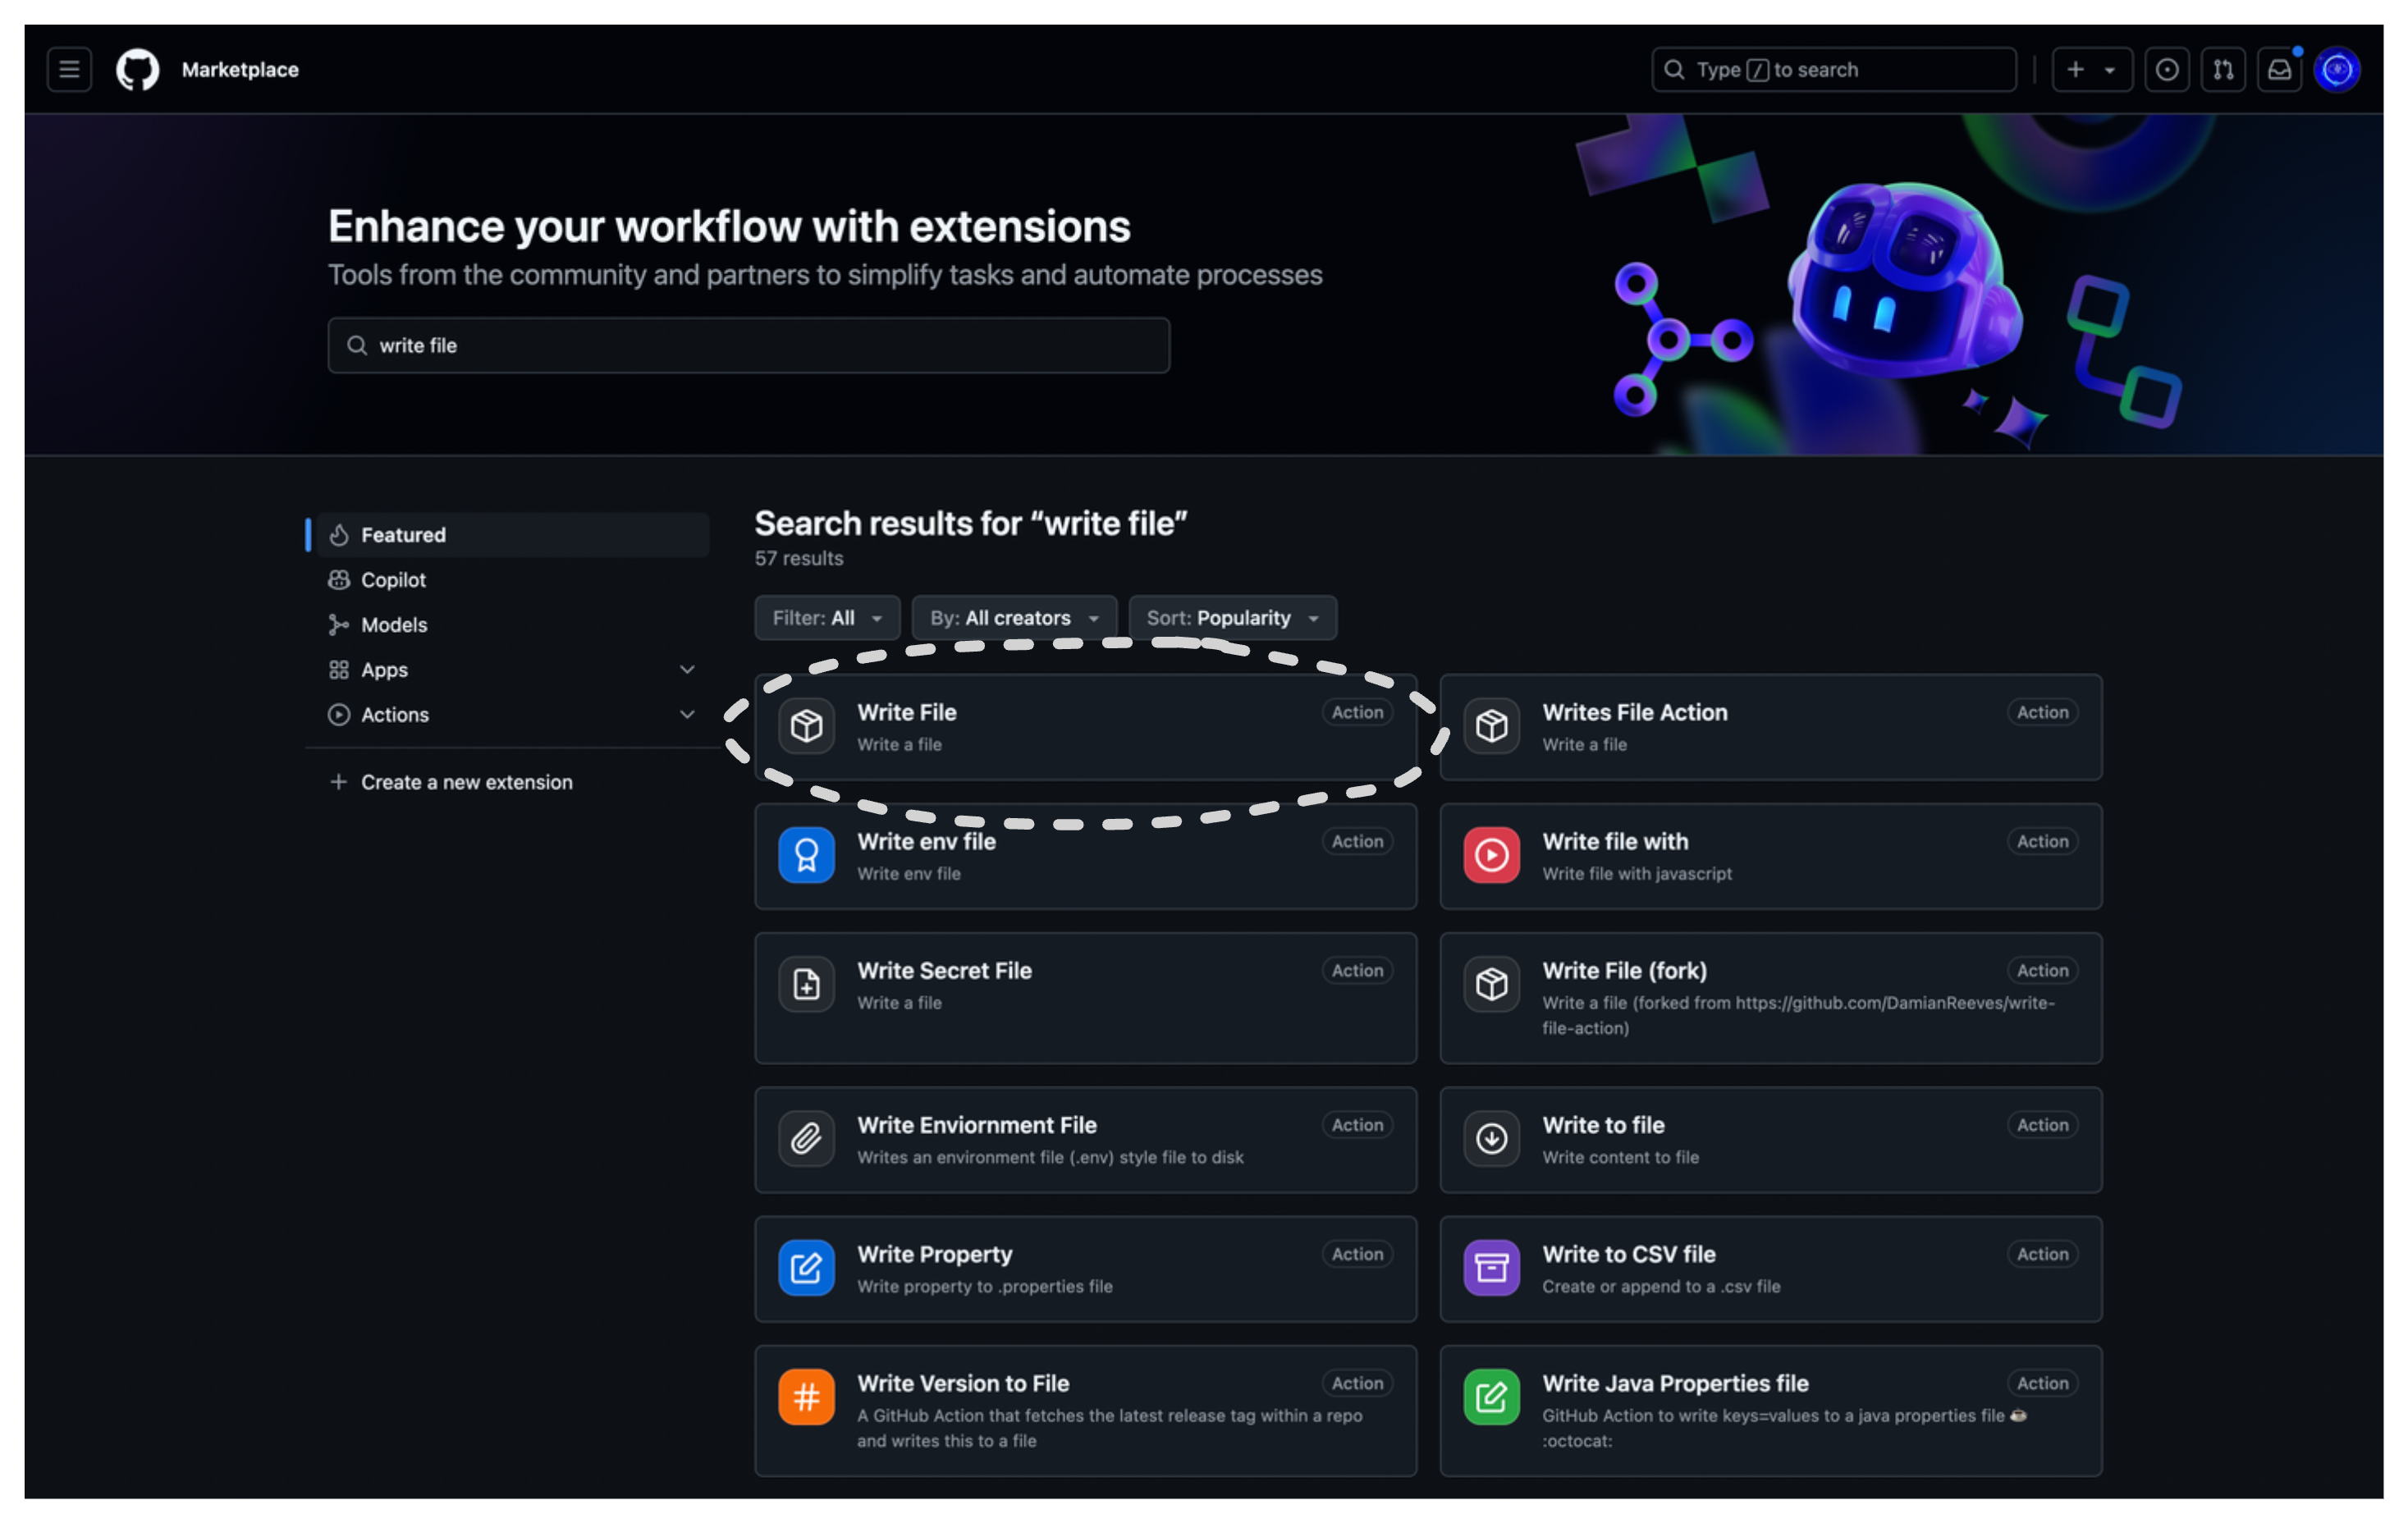 Marketplace
Type / to search
Enhance your workflow with extensions
Tools from the community and partners to simplify tasks and automate processes
write file
Featured
Copilot
Models
Apps
Actions
Create a new extension
Search results for “write file”
57 results
Filter: All
By: All creators
Sort: Popularity
Write File
Action
Write a file
Writes File Action
Action
Write a file
Write env file
Action
Write env file
Write file with
Action
Write file with javascript
Write Secret File
Action
Write a file
Write File (fork)
Action
Write a file (forked from https://github.com/DamianReeves/write-
file-action)
Write Enviornment File
Action
Writes an environment file (.env) style file to disk
Write to file
Action
Write content to file
Write Property
Action
Write property to .properties file
Write to CSV file
Action
Create or append to a .csv file
Write Version to File
Action
A GitHub Action that fetches the latest release tag within a repo
and writes this to a file
Write Java Properties file
Action
GitHub Action to write keys=values to a java properties file ☕
:octocat: